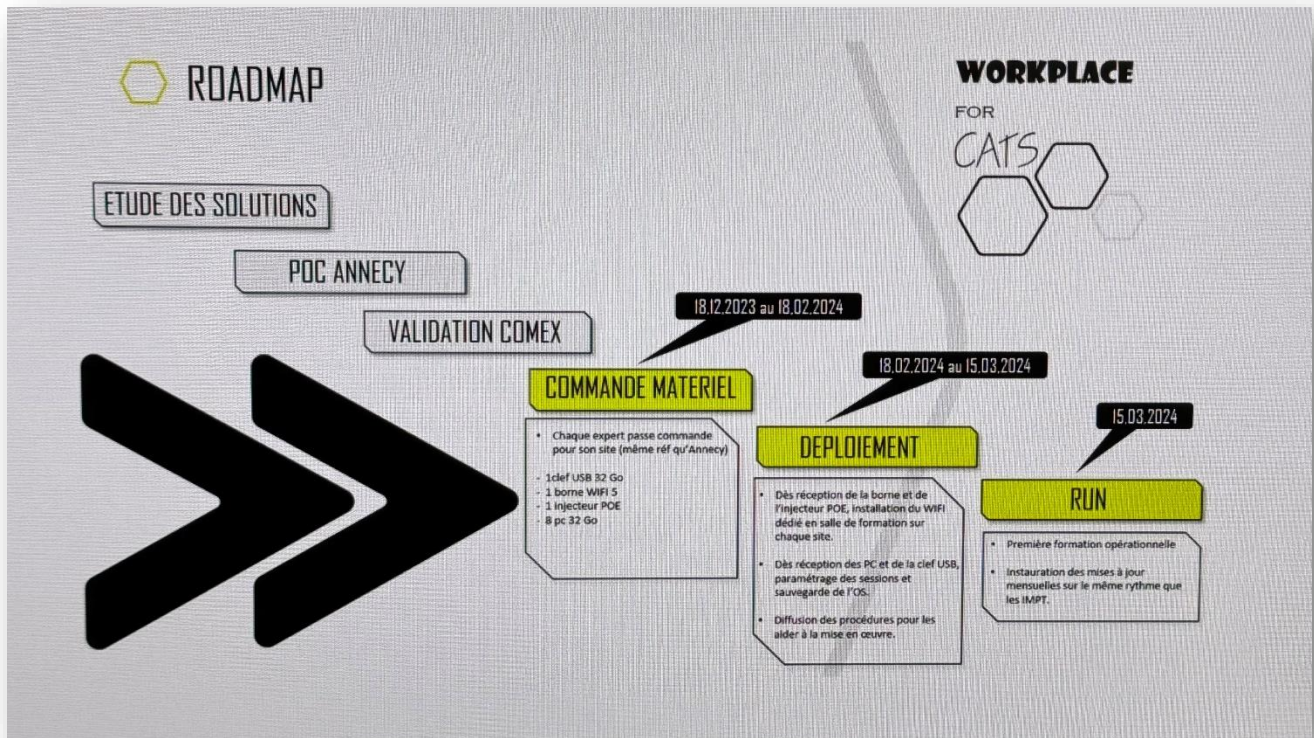 ROADMAP
WORKPLACE
FOR
CATS
ETUDE DES SOLUTIONS
POC ANNECY
VALIDATION COMEX
18.12.2023 au 18.02.2024
COMMANDE MATERIEL
• Chaque expert passe commande
pour son site (même réf qu'Annecy)
- 1clef USB 32 Go
- 1 borne WIFI 5
- 1 injecteur POE
- 8 pc 32 Go
18.02.2024 au 15.03.2024
DEPLOIEMENT
• Dès réception de la borne et de
l'injecteur POE, installation du WIFI
dédié en salle de formation sur
chaque site.
• Dès réception des PC et de la clef USB,
paramétrage des sessions et
sauvegarde de l'OS.
• Diffusion des procédures pour les
aider à la mise en œuvre.
15.03.2024
RUN
• Première formation opérationnelle
• Instauration des mises à jour
mensuelles sur le même rythme que
les IMPT.